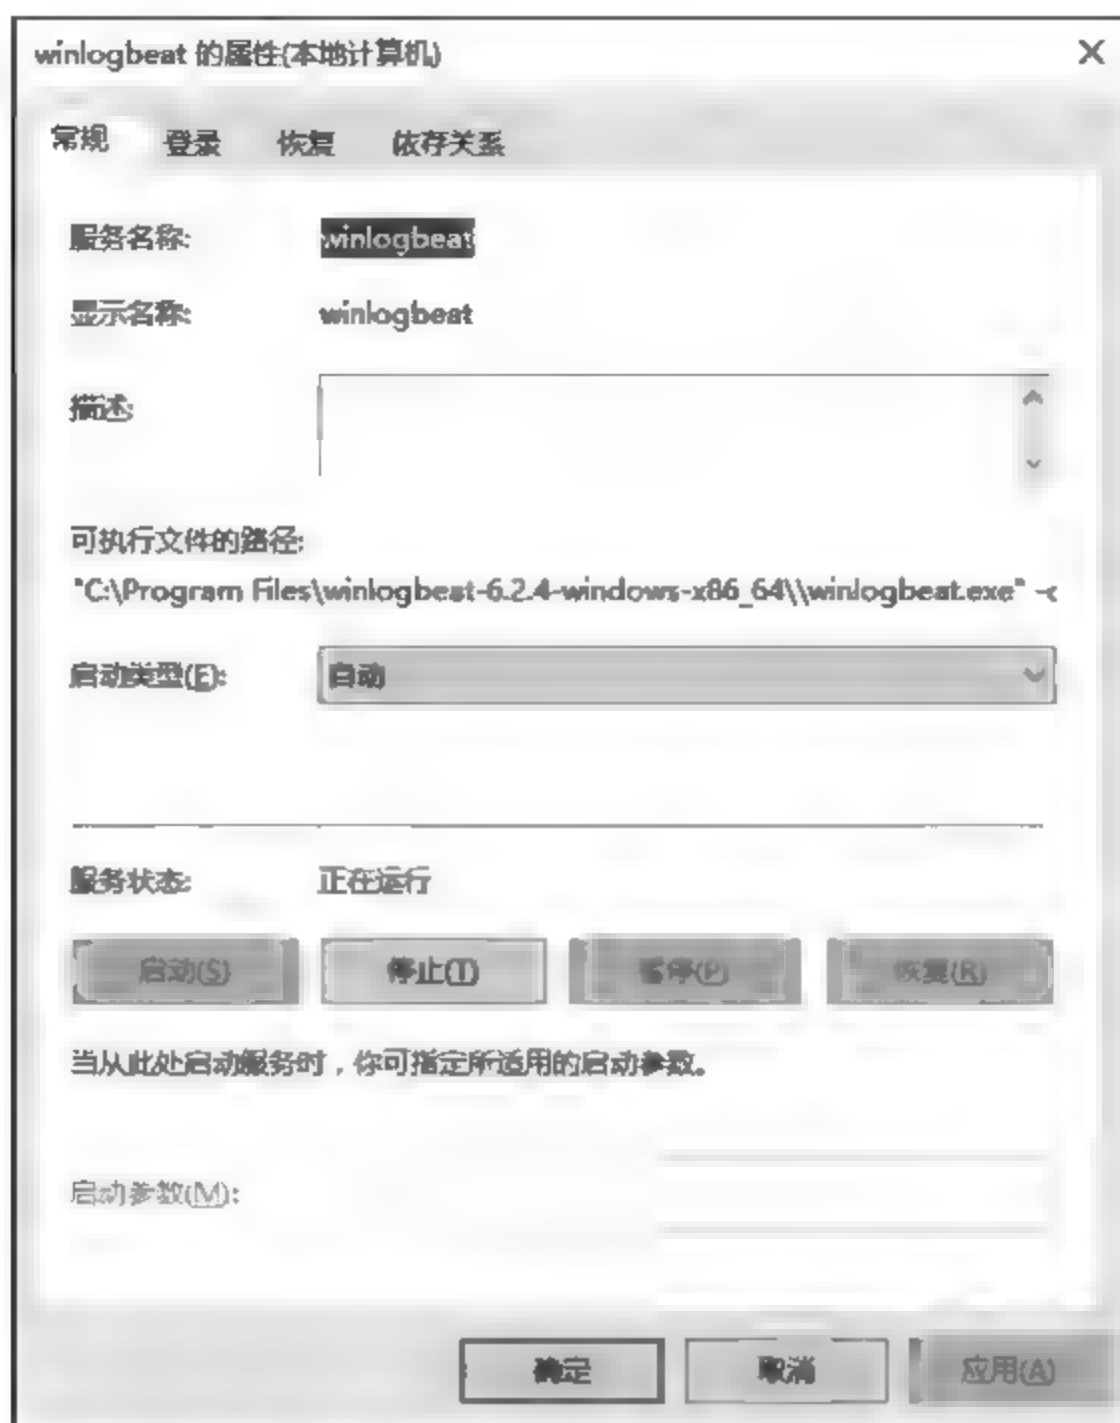 winlogbeat 的属性(本地计算机)
常规 登录 恢复 依存关系
服务名称: winlogbeat
显示名称: winlogbeat
描述:
可执行文件的路径:
"C:\Program Files\winlogbeat-6.2.4-windows-x86_64\\winlogbeat.exe" -c
启动类型(E): 自动
服务状态: 正在运行
启动(S) 停止(T) 暂停(P) 恢复(R)
当从此处启动服务时，你可指定所适用的启动参数。
启动参数(M):
确定 取消 应用(A)